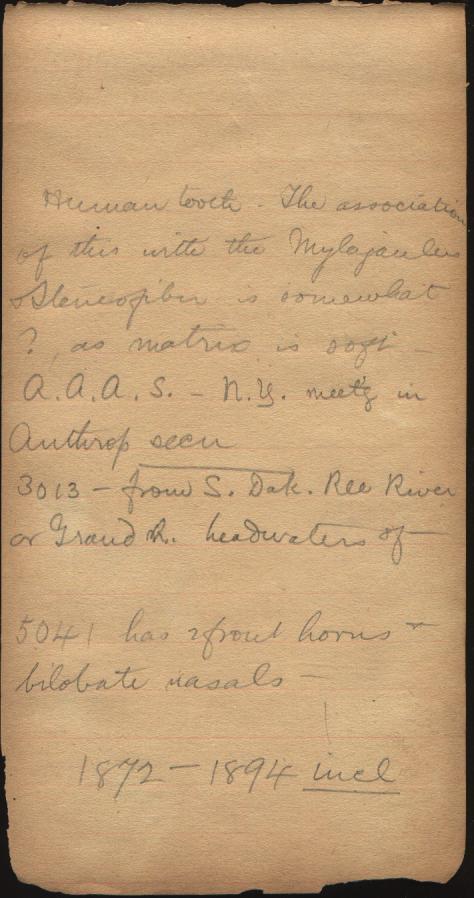 Human tooth - The association
of this with the Mylagaulus
& Steneofiber is somewhat
?, as matrix is soft -
A.A.A.S. - N.Y. meetg in
Anthrop secn
3013 - from S. Dak. Ree River
or Grand R. headwaters of -
5041 has 2 front horns &
bilobate nasals -
1872 - 1894 incl